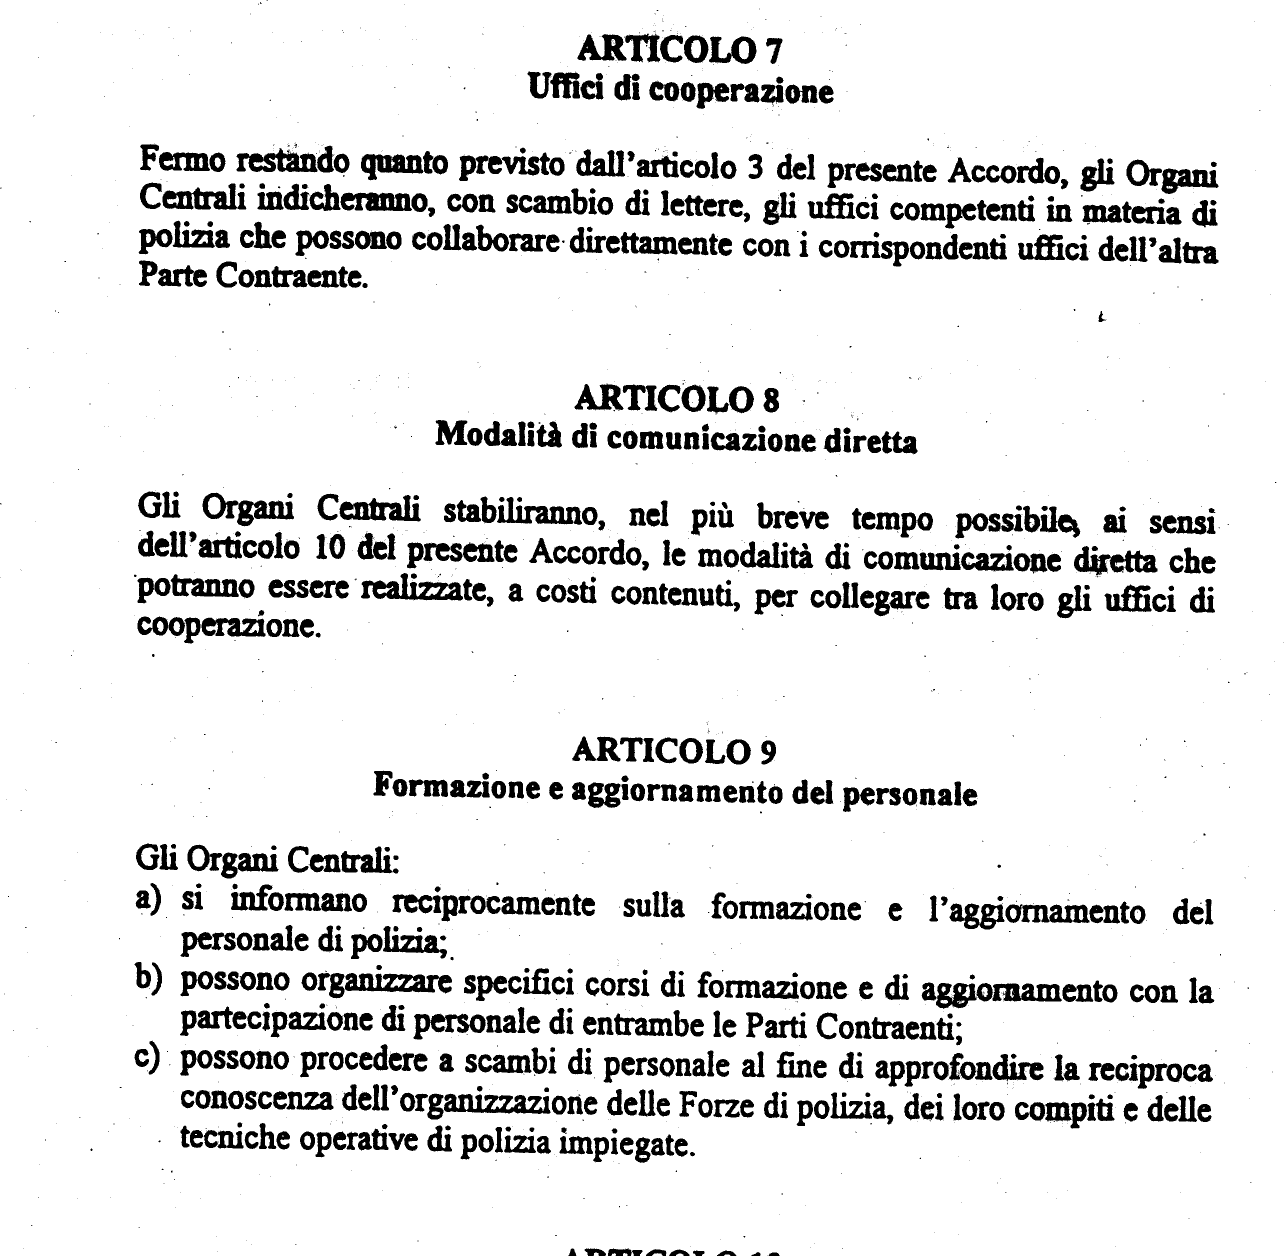 ARTICOLO 7
Uffici di cooperazione
Fermo restando quanto previsto dall'articolo 3 del presente Accordo, gli Organi
Centrali indicheranno, con scambio di lettere, gli uffici competenti in materia di
polizia che possono collaborare direttamente con i corrispondenti uffici dell'altra
Parte Contraente.
ARTICOLO 8
Modalità di comunicazione diretta
Gli Organi Centrali stabiliranno, nel più breve tempo possibile, ai sensi
dell'articolo 10 del presente Accordo, le modalità di comunicazione diretta che
potranno essere realizzate, a costi contenuti, per collegare tra loro gli uffici di
cooperazione.
ARTICOLO 9
Formazione e aggiornamento del personale
Gli Organi Centrali:
a) si informano reciprocamente sulla formazione e l'aggiornamento del
personale di polizia;
b) possono organizzare specifici corsi di formazione e di aggiornamento con la
partecipazione di personale di entrambe le Parti Contraenti;
c) possono procedere a scambi di personale al fine di approfondire la reciproca
conoscenza dell'organizzazione delle Forze di polizia, dei loro compiti e delle
tecniche operative di polizia impiegate.
ARTICOLO 10